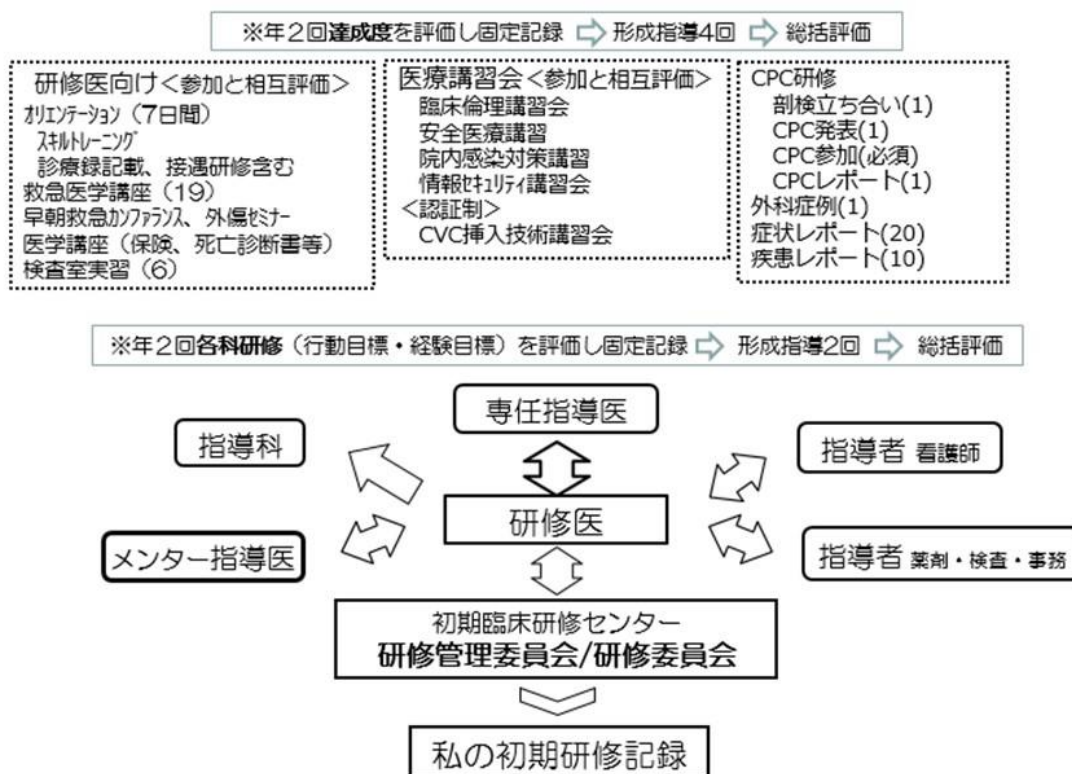 ※年２回達成度を評価し固定記録 ⇨ 形成指導4回 ⇨ 総括評価
研修医向け＜参加と相互評価＞
ｵﾘｴﾝﾃｰｼｮﾝ（7日間）
ｽｷﾙﾄﾚｰﾆﾝｸﾞ
診療録記載、接遇研修含む
救急医学講座（19）
早朝救急ｶﾝﾌｧﾗﾝｽ、外傷セミナー
医学講座（保険、死亡診断書等）
検査室実習（6）
医療講習会＜参加と相互評価＞
臨床倫理講習会
安全医療講習
院内感染対策講習
情報ｾｷｭﾘﾃｨ講習会
＜認証制＞
CVC挿入技術講習会
CPC研修
剖検立ち合い(1)
CPC発表(1)
CPC参加(必須)
CPCレポート(1)
外科症例(1)
症状レポート(20)
疾患レポート(10)
※年２回各科研修（行動目標・経験目標）を評価し固定記録 ⇨ 形成指導2回 ⇨ 総括評価
専任指導医
指導科
指導者 看護師
研修医
メンター指導医
指導者 薬剤・検査・事務
初期臨床研修センター
研修管理委員会/研修委員会
私の初期研修記録